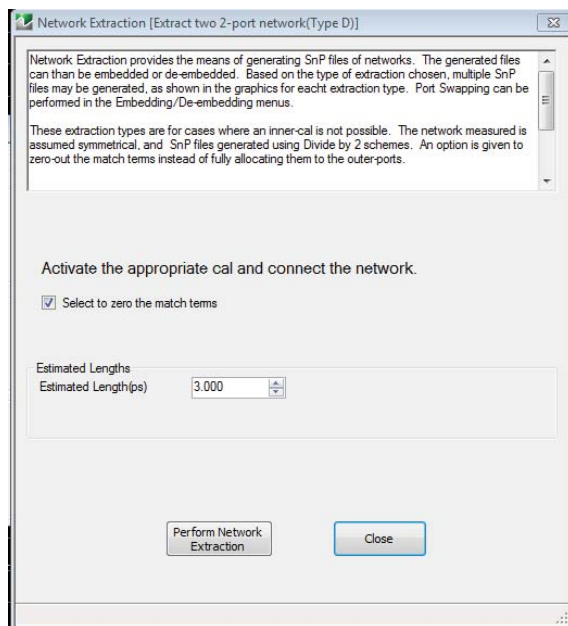 Network Extraction [Extract two 2-port network(Type D)]
Network Extraction provides the means of generating SnP files of networks. The generated files
can than be embedded or de-embedded. Based on the type of extraction chosen, multiple SnP
files may be generated, as shown in the graphics for eacht extraction type. Port Swapping can be
performed in the Embedding/De-embedding menus.
These extraction types are for cases where an inner-cal is not possible. The network measured is
assumed symmetrical, and SnP files generated using Divide by 2 schemes. An option is given to
zero-out the match terms instead of fully allocating them to the outer-ports.
Activate the appropriate cal and connect the network.
Select to zero the match terms
Estimated Lengths
Estimated Length(ps) 3.000
Perform Network
Extraction
Close